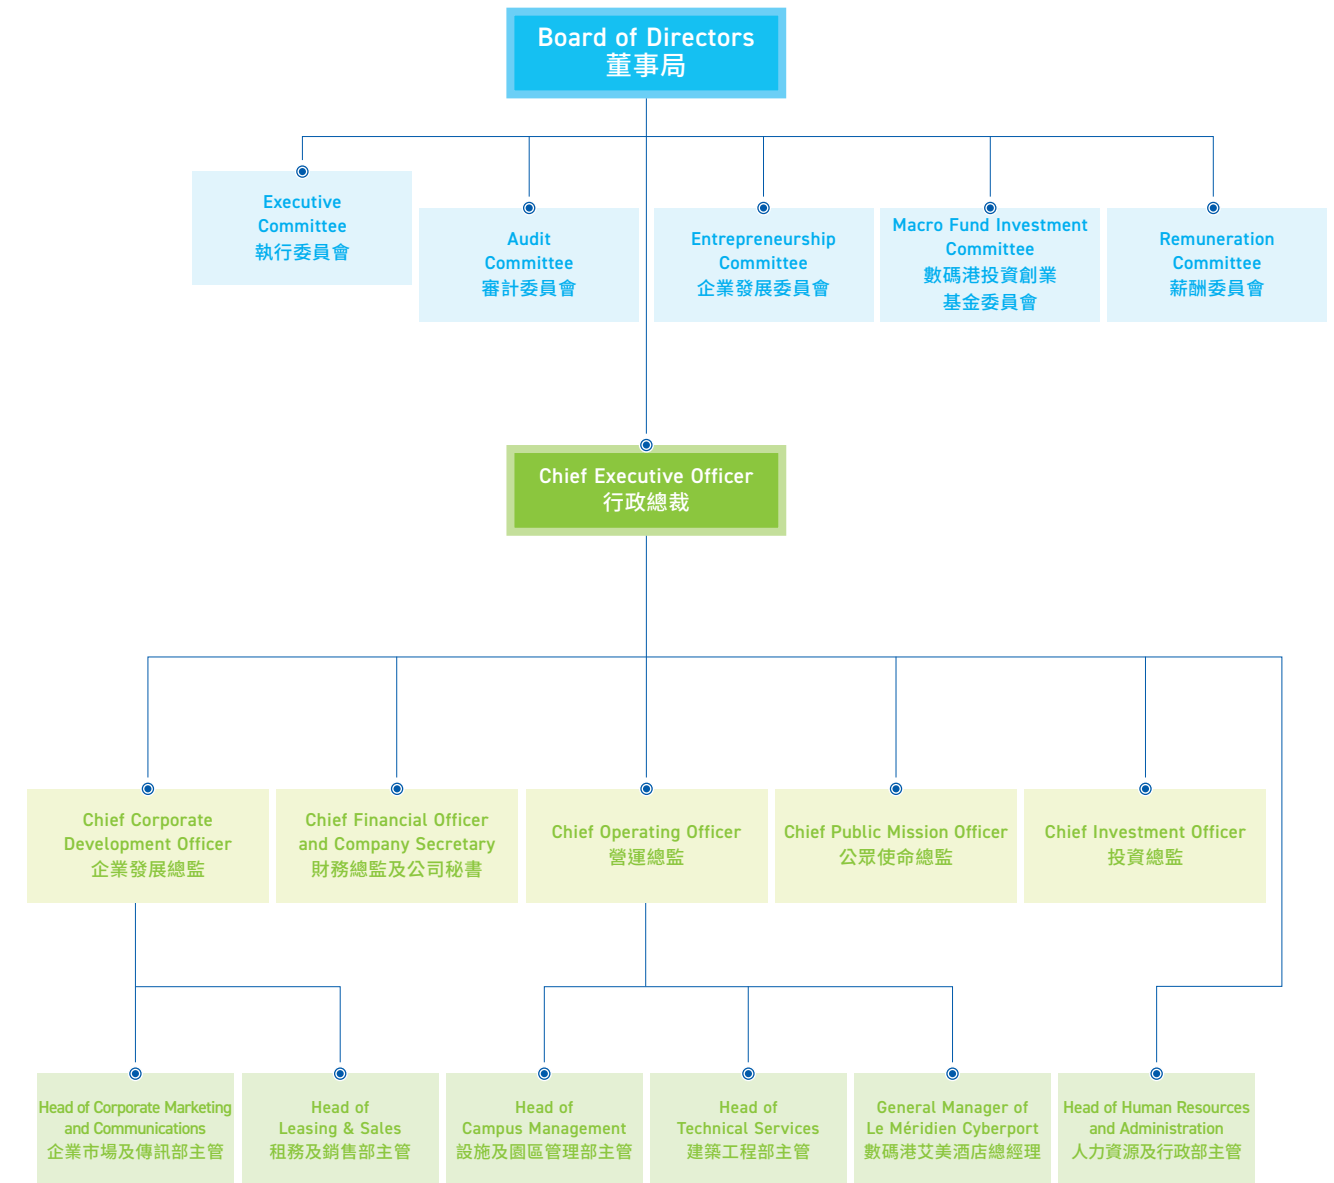 Board of Directors
董事局
Executive
Committee
執行委員會
Audit
Committee
審計委員會
Entrepreneurship
Committee
企業發展委員會
Macro Fund Investment
Committee
數碼港投資創業
基金委員會
Remuneration
Committee
薪酬委員會
Chief Executive Officer
行政總裁
Chief Corporate
Development Officer
企業發展總監
Chief Financial Officer
and Company Secretary
財務總監及公司秘書
Chief Operating Officer
營運總監
Chief Public Mission Officer
公眾使命總監
Chief Investment Officer
投資總監
Head of Corporate Marketing
and Communications
企業市場及傳訊部主管
Head of
Leasing & Sales
租務及銷售部主管
Head of
Campus Management
設施及園區管理部主管
Head of
Technical Services
建築工程部主管
General Manager of
Le Méridien Cyberport
數碼港艾美酒店總經理
Head of Human Resources
and Administration
人力資源及行政部主管